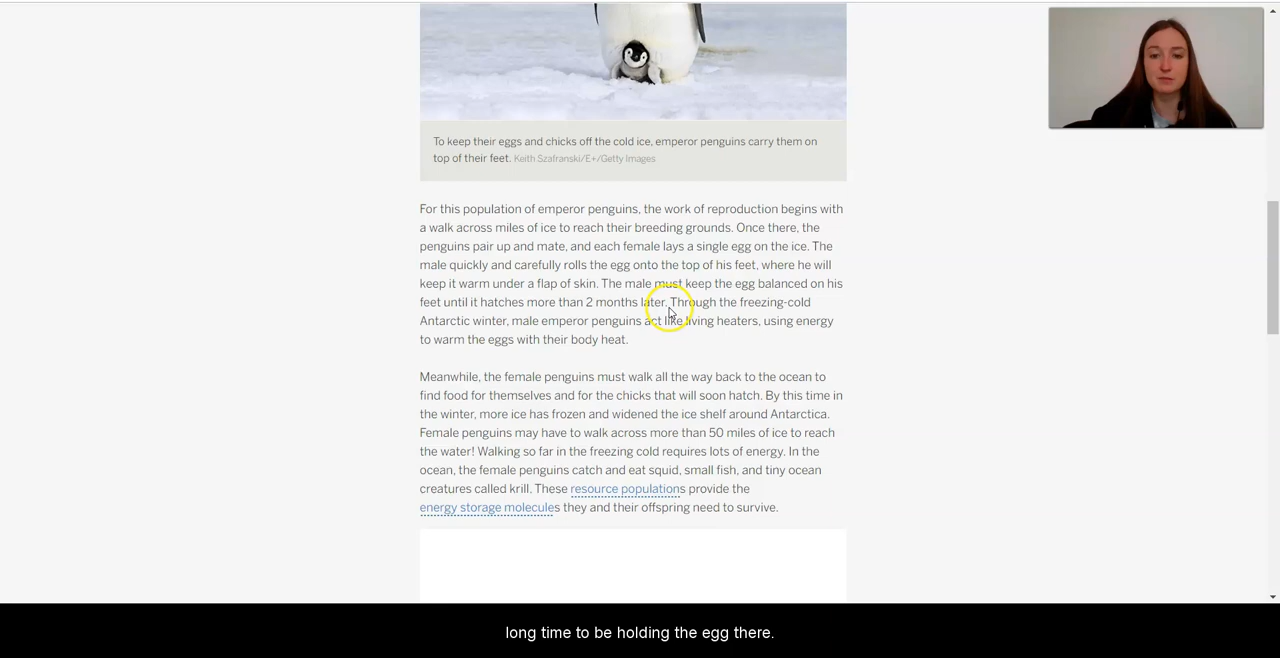 To keep their eggs and chicks off the cold ice, emperor penguins carry them on
top of their feet. Keith Szafranski/E+/Getty Images
For this population of emperor penguins, the work of reproduction begins with
a walk across miles of ice to reach their breeding grounds. Once there, the
penguins pair up and mate, and each female lays a single egg on the ice. The
male quickly and carefully rolls the egg onto the top of his feet, where he will
keep it warm under a flap of skin. The male must keep the egg balanced on his
feet until it hatches more than 2 months later. Through the freezing-cold
Antarctic winter, male emperor penguins act like living heaters, using energy
to warm the eggs with their body heat.
Meanwhile, the female penguins must walk all the way back to the ocean to
find food for themselves and for the chicks that will soon hatch. By this time in
the winter, more ice has frozen and widened the ice shelf around Antarctica.
Female penguins may have to walk across more than 50 miles of ice to reach
the water! Walking so far in the freezing cold requires lots of energy. In the
ocean, the female penguins catch and eat squid, small fish, and tiny ocean
creatures called krill. These resource populations provide the
energy storage molecules they and their offspring need to survive.
long time to be holding the egg there.